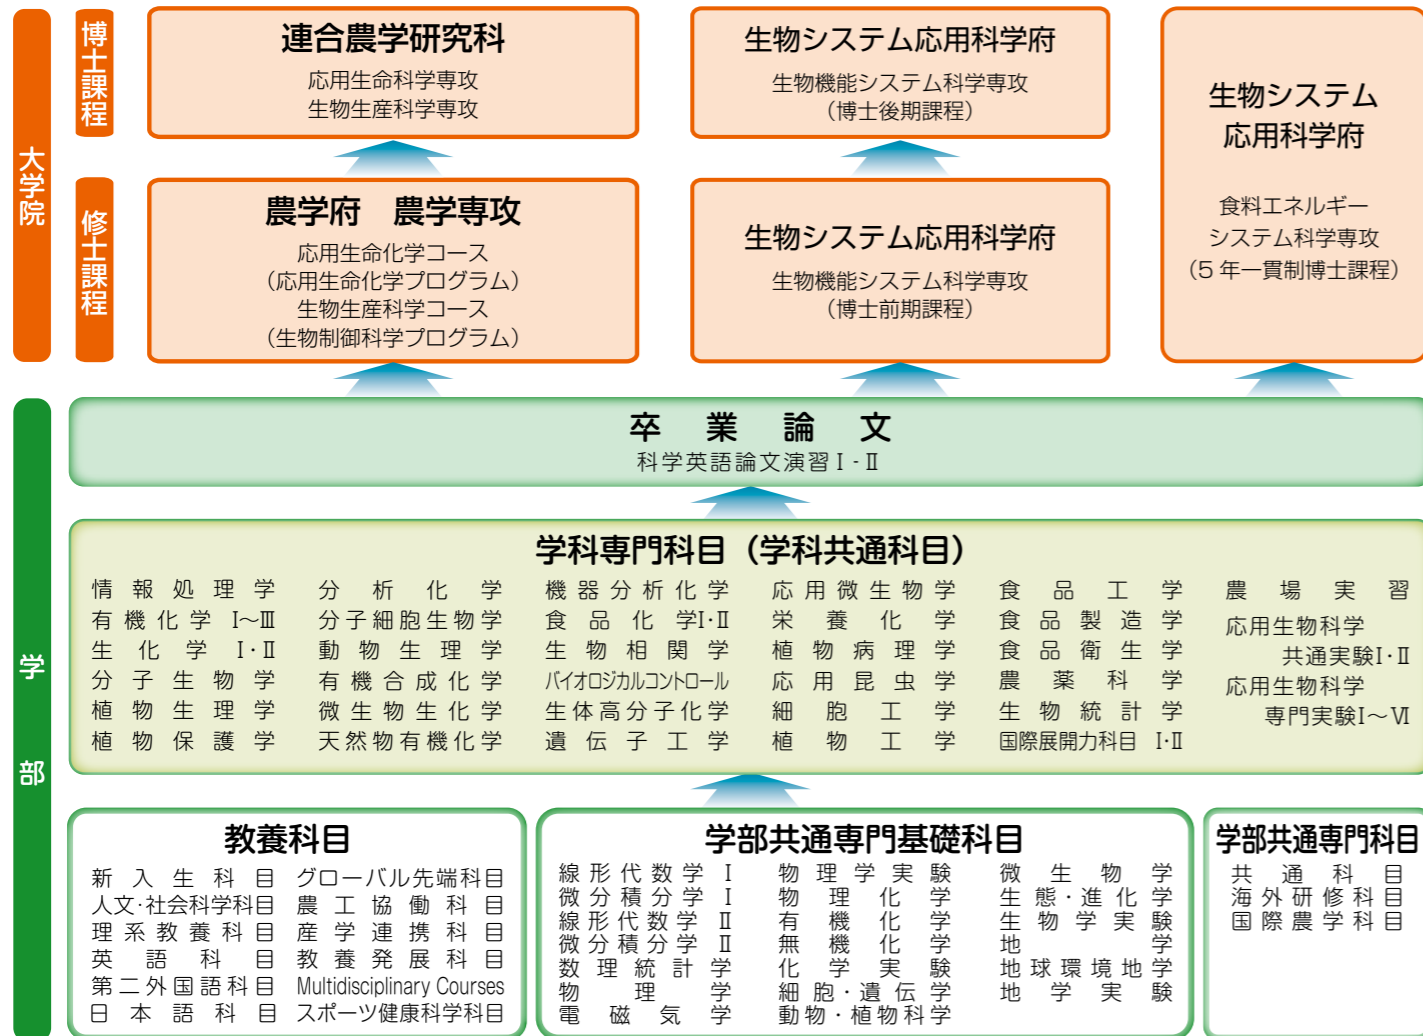 大学院
博士課程
連合農学研究科
応用生命科学専攻
生物生産科学専攻
生物システム応用科学府
生物機能システム科学専攻
(博士後期課程)
生物システム
応用科学府
食料エネルギー
システム科学専攻
(5年一貫制博士課程)
修士課程
農学府 農学専攻
応用生命化学コース
(応用生命化学プログラム)
生物生産科学コース
(生物制御科学プログラム)
生物システム応用科学府
生物機能システム科学専攻
(博士前期課程)
学部
卒業論文
科学英語論文演習Ⅰ-Ⅱ
学科専門科目(学科共通科目)
情報処理学
有機化学 Ⅰ~Ⅲ
生化学 Ⅰ・Ⅱ
分子生物学
植物生理学
植物保護学
分析化学
分子細胞生物学
動物生理学
有機合成化学
微生物生化学
天然物有機化学
機器分析化学
食品化学Ⅰ・Ⅱ
生物相関学
バイオロジカルコントロール
生体高分子化学
遺伝子工学
応用微生物学
栄養化学
植物病理学
応用昆虫学
細胞工学
植物工学
食品工学
食品製造学
食品衛生学
農薬科学
生物統計学
国際展開力科目 Ⅰ・Ⅱ
農場実習
応用生物科学
共通実験Ⅰ・Ⅱ
応用生物科学
専門実験Ⅰ~Ⅵ
教養科目
新入生科目
人文・社会科学科目
理系教養科目
英語科目
第二外国語科目
日本語科目
グローバル先端科目
農工協働科目
産学連携科目
教養発展科目
Multidisciplinary Courses
スポーツ健康科学科目
学部共通専門基礎科目
線形代数学 Ⅰ
微分積分学 Ⅰ
線形代数学 Ⅱ
微分積分学 Ⅱ
数理統計学
物理学
電磁気学
物理学実験
物理化学
有機化学
無機化学
化学実験
細胞・遺伝学
動物・植物科学
微生物学
生態・進化学
生物学実験
地学
地球環境地学
地学実験
学部共通専門科目
共通科目
海外研修科目
国際農学科目